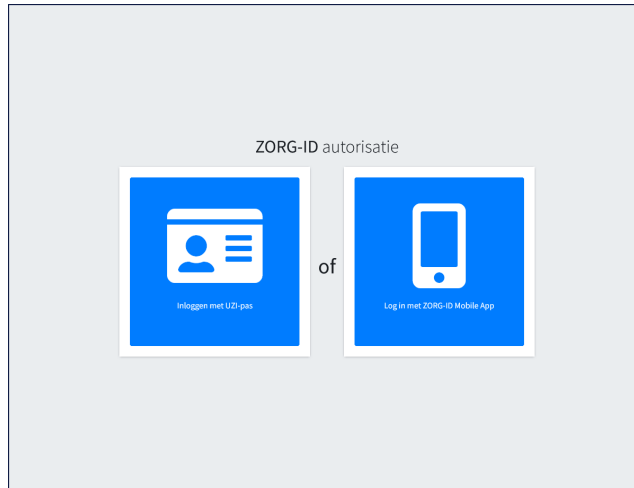 ZORG-ID autorisatie
Inloggen met UZI-pas
of
Log in met ZORG-ID Mobile App